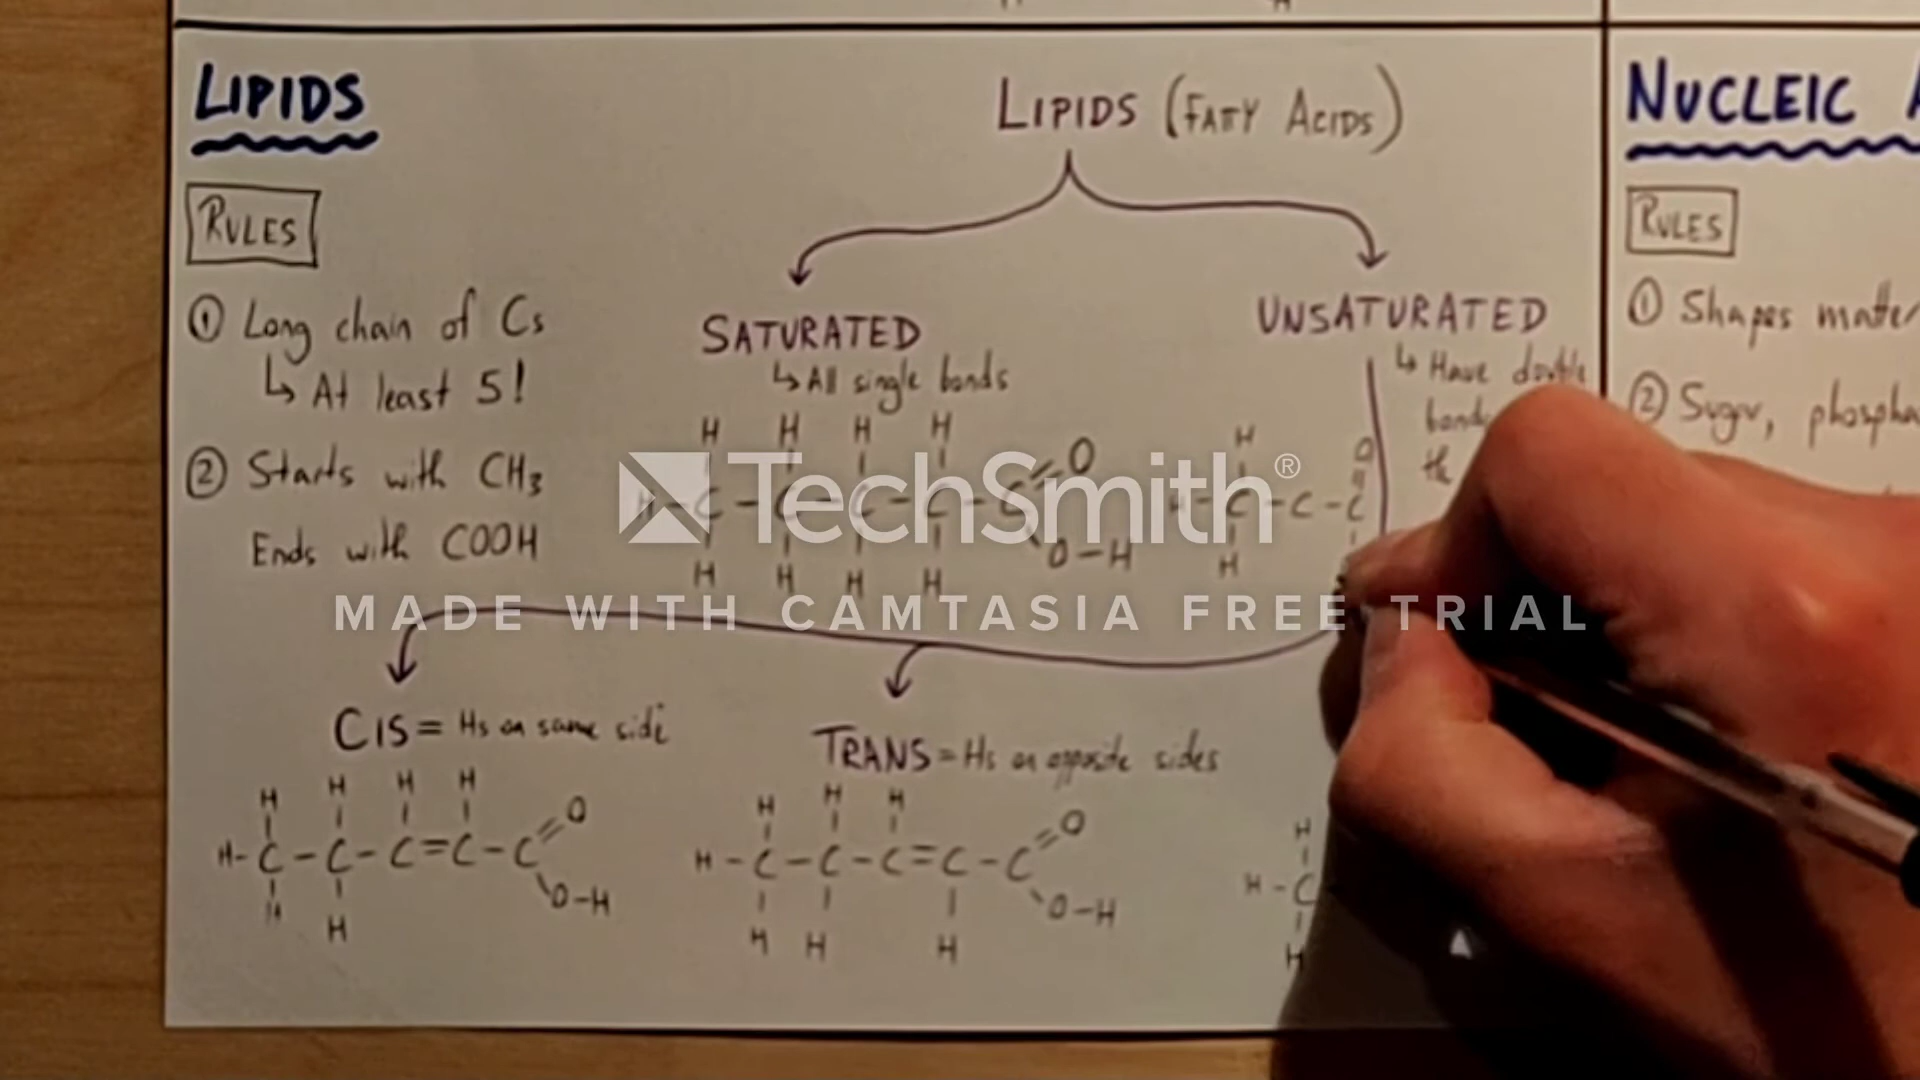 LIPIDS
RULES
① Long chain of Cs
↳ At least 5!
② Starts with CH3
Ends with COOH
LIPIDS (FATY ACIDS)
SATURATED
↳ All single bonds
H H H H
H-C-C-C-C-C=O
O-H
H H H H
UNSATURATED
↳ Have double
H
H-C-C-C
O
H
CIS = Hs on same side
H H H H
H-C-C-C=C-C=O
O-H
H H
TRANS = Hs on opposite sides
H H H
H-C-C-C=C-C=O
O-H
H H H
H
H-C
H
NUCLEIC
RULES
① Shapes matter
② Sugar,
TechSmith®
MADE WITH CAMTASIA FREE TRIAL